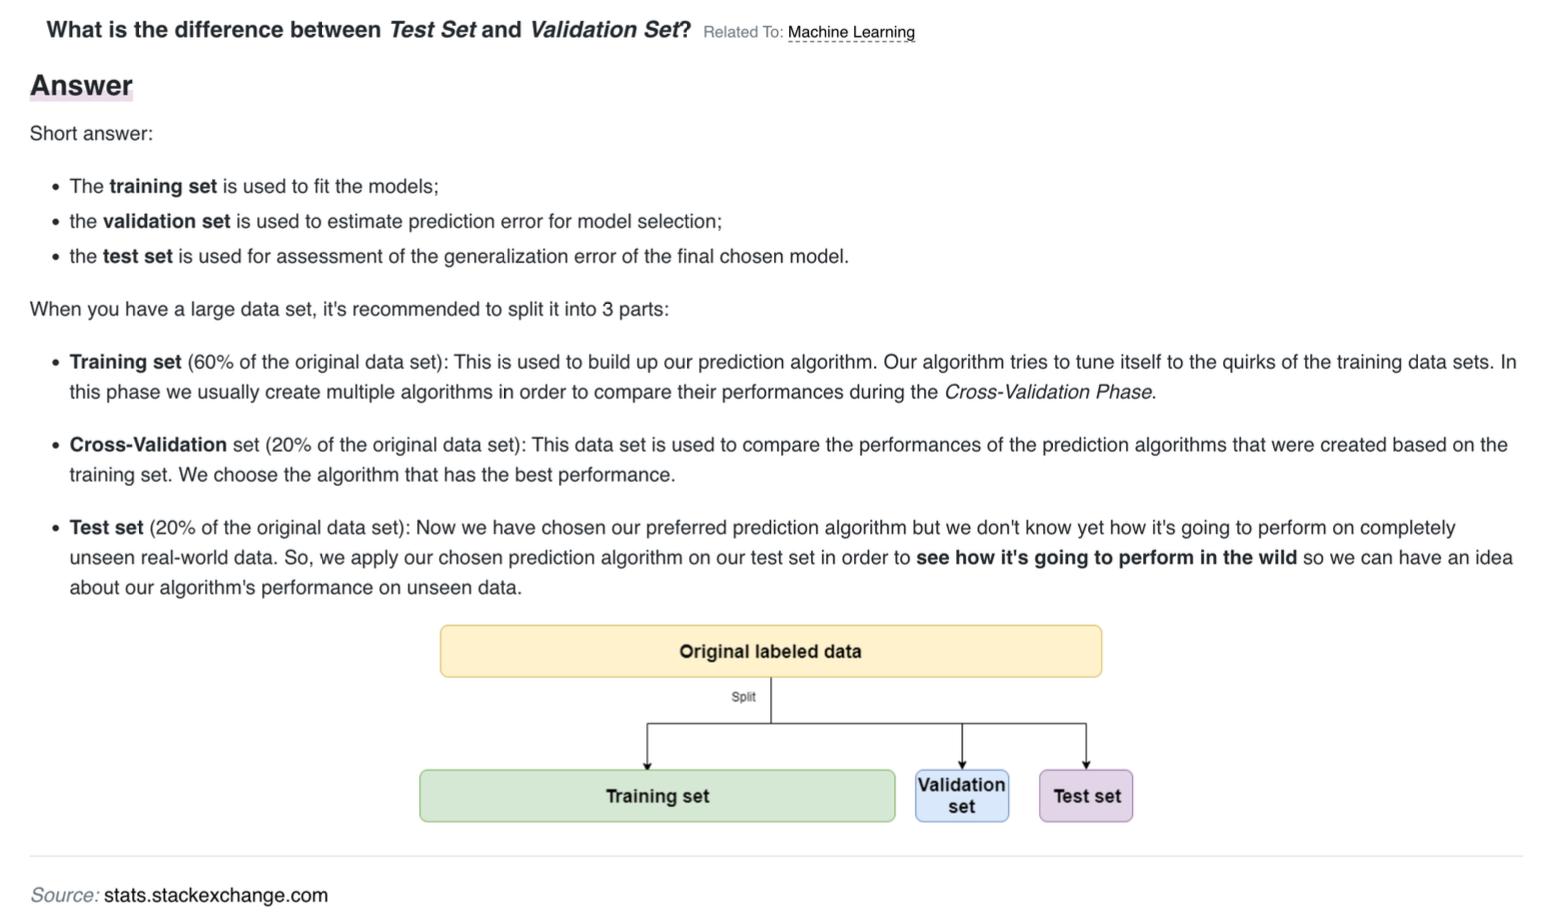 What is the difference between Test Set and Validation Set? Related To: Machine Learning
Answer
Short answer:
• The training set is used to fit the models;
• the validation set is used to estimate prediction error for model selection;
• the test set is used for assessment of the generalization error of the final chosen model.
When you have a large data set, it's recommended to split it into 3 parts:
• Training set (60% of the original data set): This is used to build up our prediction algorithm. Our algorithm tries to tune itself to the quirks of the training data sets. In
this phase we usually create multiple algorithms in order to compare their performances during the Cross-Validation Phase.
• Cross-Validation set (20% of the original data set): This data set is used to compare the performances of the prediction algorithms that were created based on the
training set. We choose the algorithm that has the best performance.
• Test set (20% of the original data set): Now we have chosen our preferred prediction algorithm but we don't know yet how it's going to perform on completely
unseen real-world data. So, we apply our chosen prediction algorithm on our test set in order to see how it's going to perform in the wild so we can have an idea
about our algorithm's performance on unseen data.
Original labeled data
Split
Training set
Validation
set
Test set
Source: stats.stackexchange.com